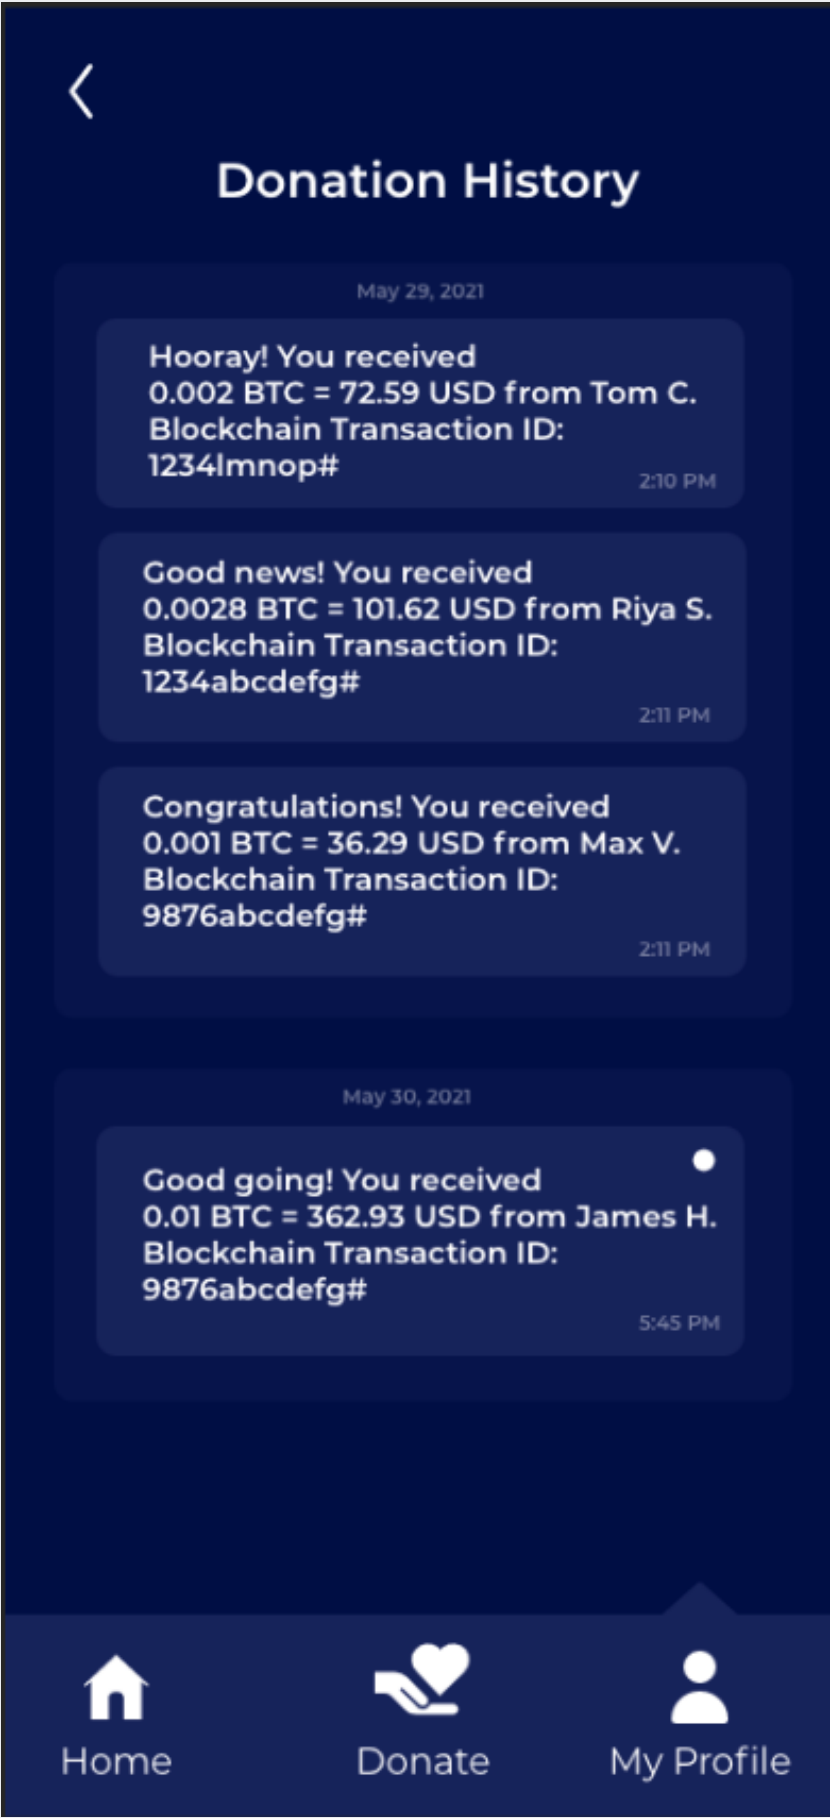 Donation History
May 29, 2021
Hooray! You received
0.002 BTC = 72.59 USD from Tom C.
Blockchain Transaction ID:
1234lmnop#
2:10 PM
Good news! You received
0.0028 BTC = 101.62 USD from Riya S.
Blockchain Transaction ID:
1234abcdefg#
2:11 PM
Congratulations! You received
0.001 BTC = 36.29 USD from Max V.
Blockchain Transaction ID:
9876abcdefg#
2:11 PM
May 30, 2021
Good going! You received
0.01 BTC = 362.93 USD from James H.
Blockchain Transaction ID:
9876abcdefg#
5:45 PM
Home
Donate
My Profile